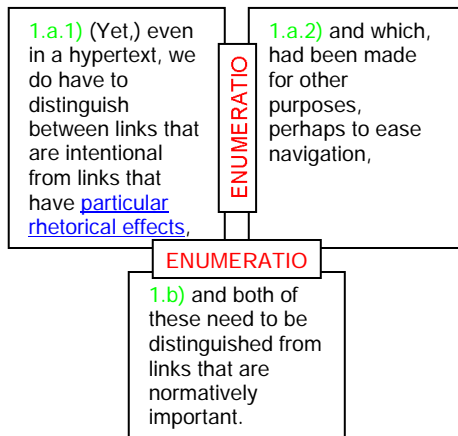 1.a.1) (Yet,) even
in a hypertext, we
do have to
distinguish
between links that
are intentional
from links that
have particular
rhetorical effects,
ENUMERATIO
1.a.2) and which,
had been made
for other
purposes,
perhaps to ease
navigation,
ENUMERATIO
1.b) and both of
these need to be
distinguished from
links that are
normatively
important.